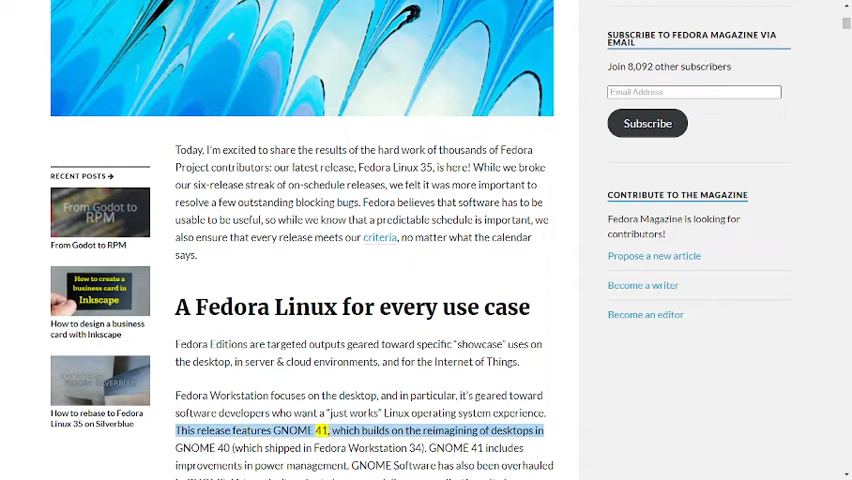 SUBSCRIBE TO FEDORA MAGAZINE VIA
EMAIL
Join 8,092 other subscribers
Email Address
Subscribe
Today, I'm excited to share the results of the hard work of thousands of Fedora
Project contributors: our latest release, Fedora Linux 35, is here! While we broke
our six-release streak of on-schedule releases, we felt it was more important to
resolve a few outstanding blocking bugs. Fedora believes that software has to be
usable to be useful, so while we know that a predictable schedule is important, we
also ensure that every release meets our criteria, no matter what the calendar
says.
RECENT POSTS →
From Godot to
RPM
From Godot to RPM
How to create a
business card in
Inkscape
How to design a business
card with Inkscape
FEDORA SILVERBLUE
How to rebase to Fedora
Linux 35 on Silverblue
CONTRIBUTE TO THE MAGAZINE
Fedora Magazine is looking for
contributors!
Propose a new article
Become a writer
Become an editor
A Fedora Linux for every use case
Fedora Editions are targeted outputs geared toward specific "showcase" uses on
the desktop, in server & cloud environments, and for the Internet of Things.
Fedora Workstation focuses on the desktop, and in particular, it's geared toward
software developers who want a "just works" Linux operating system experience.
This release features GNOME 41, which builds on the reimagining of desktops in
GNOME 40 (which shipped in Fedora Workstation 34). GNOME 41 includes
improvements in power management. GNOME Software has also been overhauled